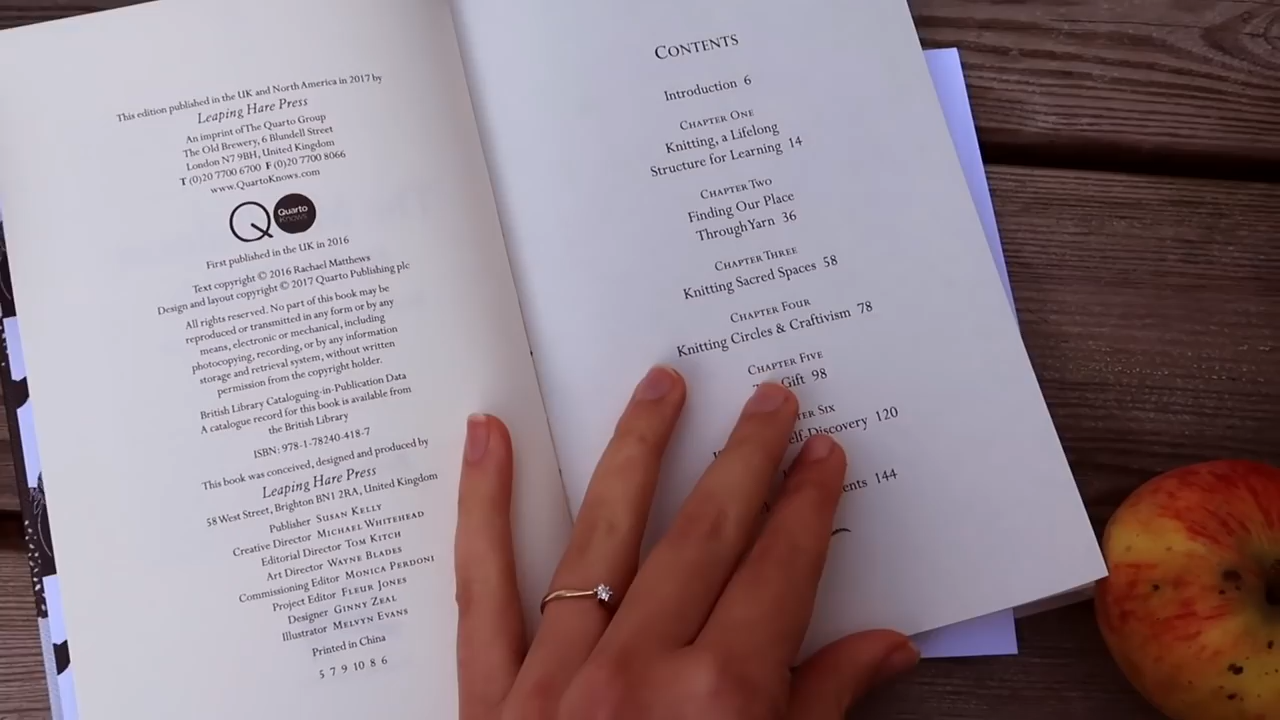 This edition published in the UK and North America in 2017 by
Leaping Hare Press
An imprint of The Quarto Group
The Old Brewery, 6 Blundell Street
London N7 9BH, United Kingdom
T (0)20 7700 6700 F (0)20 7700 8066
www.QuartoKnows.com
Quarto
Knows
First published in the UK in 2016
Text copyright © 2016 Rachael Matthews
Design and layout copyright © 2017 Quarto Publishing plc
All rights reserved. No part of this book may be
reproduced or transmitted in any form or by any
means, electronic or mechanical, including
photocopying, recording, or by any information
storage and retrieval system, without written
permission from the copyright holder.
British Library Cataloguing-in-Publication Data
A catalogue record for this book is available from
the British Library
ISBN: 978-1-78240-418-7
This book was conceived, designed and produced by
Leaping Hare Press
58 West Street, Brighton BN1 2RA, United Kingdom
Publisher SUSAN KELLY
Creative Director MICHAEL WHITEHEAD
Editorial Director TOM KITCH
Art Director WAYNE BLADES
Commissioning Editor MONICA PERDONI
Project Editor FLEUR JONES
Designer GINNY ZEAL
Illustrator MELVYN EVANS
Printed in China
5 7 9 10 8 6
CONTENTS
Introduction 6
CHAPTER ONE
Knitting, a Lifelong
Structure for Learning 14
CHAPTER TWO
Finding Our Place
Through Yarn 36
CHAPTER THREE
Knitting Sacred Spaces 58
CHAPTER FOUR
Knitting Circles & Craftivism 78
CHAPTER FIVE
Gift 98
SIX
Self-Discovery 120
144